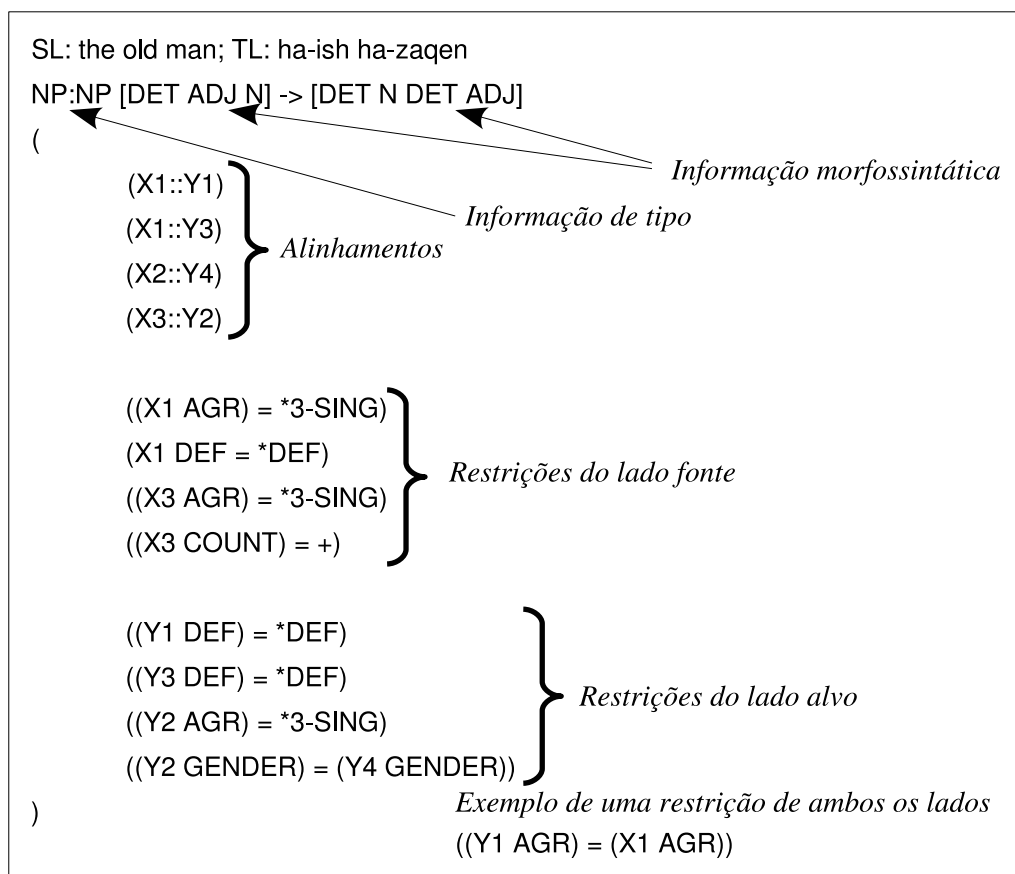 SL: the old man; TL: ha-ish ha-zaqen
NP:NP [DET ADJ N] -> [DET N DET ADJ]
(
Informação morfossintática
(X1::Y1)
Informação de tipo
(X1::Y3)
Alinhamentos
(X2::Y4)
(X3::Y2)
((X1 AGR) = *3-SING)
(X1 DEF = *DEF)
Restrições do lado fonte
((X3 AGR) = *3-SING)
((X3 COUNT) = +)
((Y1 DEF) = *DEF)
((Y3 DEF) = *DEF)
Restrições do lado alvo
((Y2 AGR) = *3-SING)
((Y2 GENDER) = (Y4 GENDER))
Exemplo de uma restrição de ambos os lados
)
((Y1 AGR) = (X1 AGR))